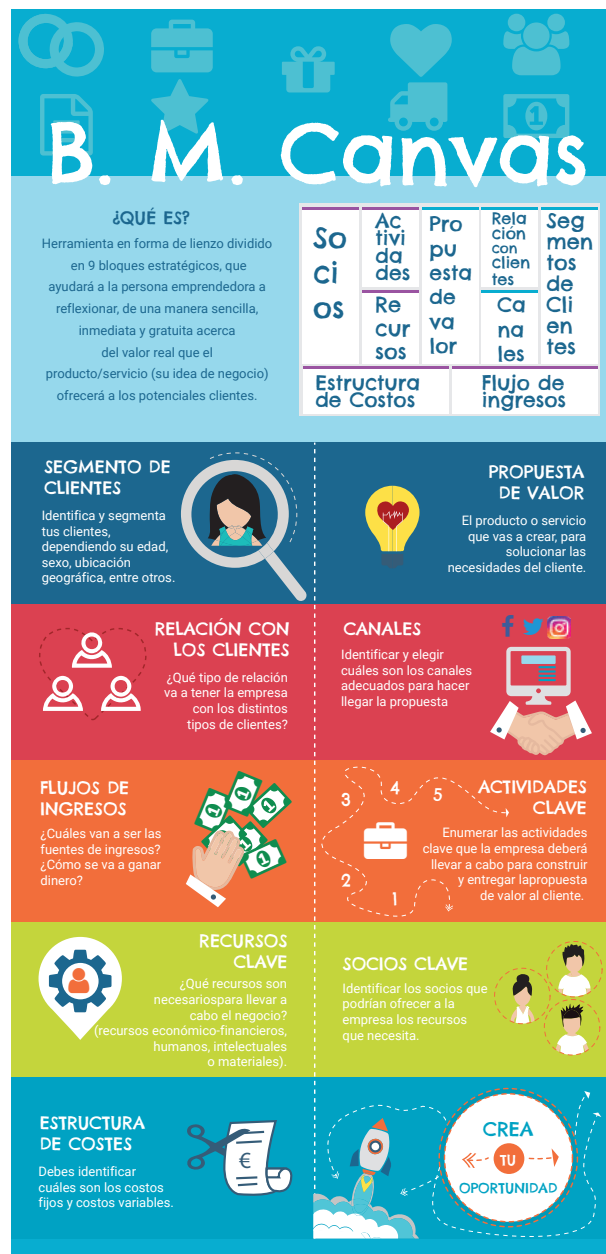 B. M. Canvas
¿QUÉ ES?
Herramienta en forma de lienzo dividido
en 9 bloques estratégicos, que
ayudará a la persona emprendedora a
reflexionar, de una manera sencilla,
inmediata y gratuita acerca
del valor real que el
producto/servicio (su idea de negocio)
ofrecerá a los potenciales clientes.
So
ci
os
Ac
tivi
da
des
Re
cur
sos
Pro
pu
esta
de
va
lor
Rela
ción
con
clien
tes
Ca
na
les
Seg
men
tos
de
Cli
en
tes
Estructura
de Costos
Flujo de
ingresos
SEGMENTO DE
CLIENTES
Identifica y segmenta
tus clientes,
dependiendo su edad,
sexo, ubicación
geográfica, entre otros.
PROPUESTA
DE VALOR
El producto o servicio
que vas a crear, para
solucionar las
necesidades del cliente.
RELACIÓN CON
LOS CLIENTES
¿Qué tipo de relación
va a tener la empresa
con los distintos
tipos de clientes?
CANALES
Identificar y elegir
cuáles son los canales
adecuados para hacer
llegar la propuesta
FLUJOS DE
INGRESOS
¿Cuáles van a ser las
fuentes de ingresos?
¿Cómo se va a ganar
dinero?
1
1
1
1
1
1
2
3
4
5
ACTIVIDADES
CLAVE
Enumerar las actividades
clave que la empresa deberá
llevar a cabo para construir
y entregar lapropuesta
de valor al cliente.
RECURSOS
CLAVE
¿Qué recursos son
necesariospara llevar a
cabo el negocio?
(recursos económico-financieros,
humanos, intelectuales
o materiales).
SOCIOS CLAVE
Identificar los socios que
podrían ofrecer a la
empresa los recursos
que necesita.
ESTRUCTURA
DE COSTES
Debes identificar
cuáles son los costos
fijos y costos variables.
€
CREA
TU
OPORTUNIDAD